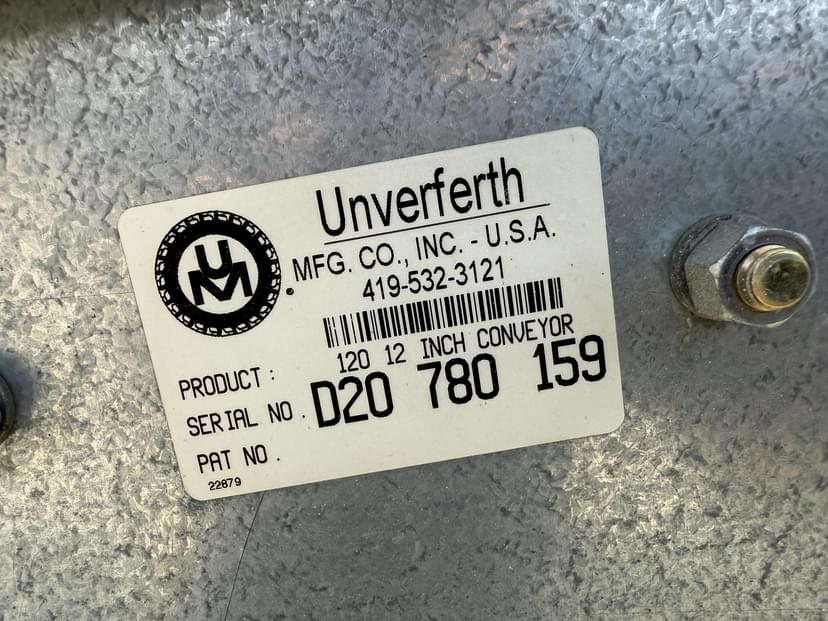 UM
Unverferth
MFG. CO., INC. - U.S.A.
419-532-3121
PRODUCT: 120 12 INCH CONVEYOR
SERIAL NO. D20 780 159
PAT NO.
22879